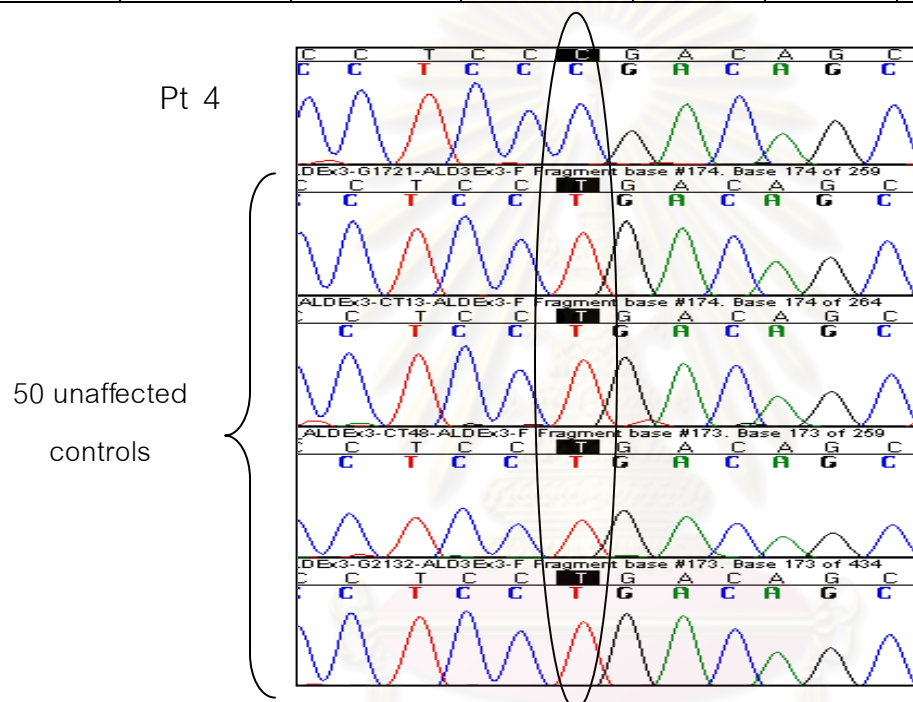 C C T C C C G A C A G C
C C T C C C G A C A G C
Pt 4
.DEx3-G1721-ALD3Ex3-F Fragment base #174. Base 174 of 259
C C T C C T G A C A G C
C C T C C T G A C A G C
ALDEx3-CT13-ALDEx3-F Fragment base #174. Base 174 of 264
C C T C C T G A C A G C
C T C C T G A C A G C
50 unaffected
controls
ALDEx3-CT48-ALDEx3-F Fragment base #173. Base 173 of 259
C C T C C T G A C A G C
C T C C T G A C A G C
.DEx3-G2132-ALD3Ex3-F Fragment base #173. Base 173 of 434
C C T C C T G A C A G C
C C T C C T G A C A G C